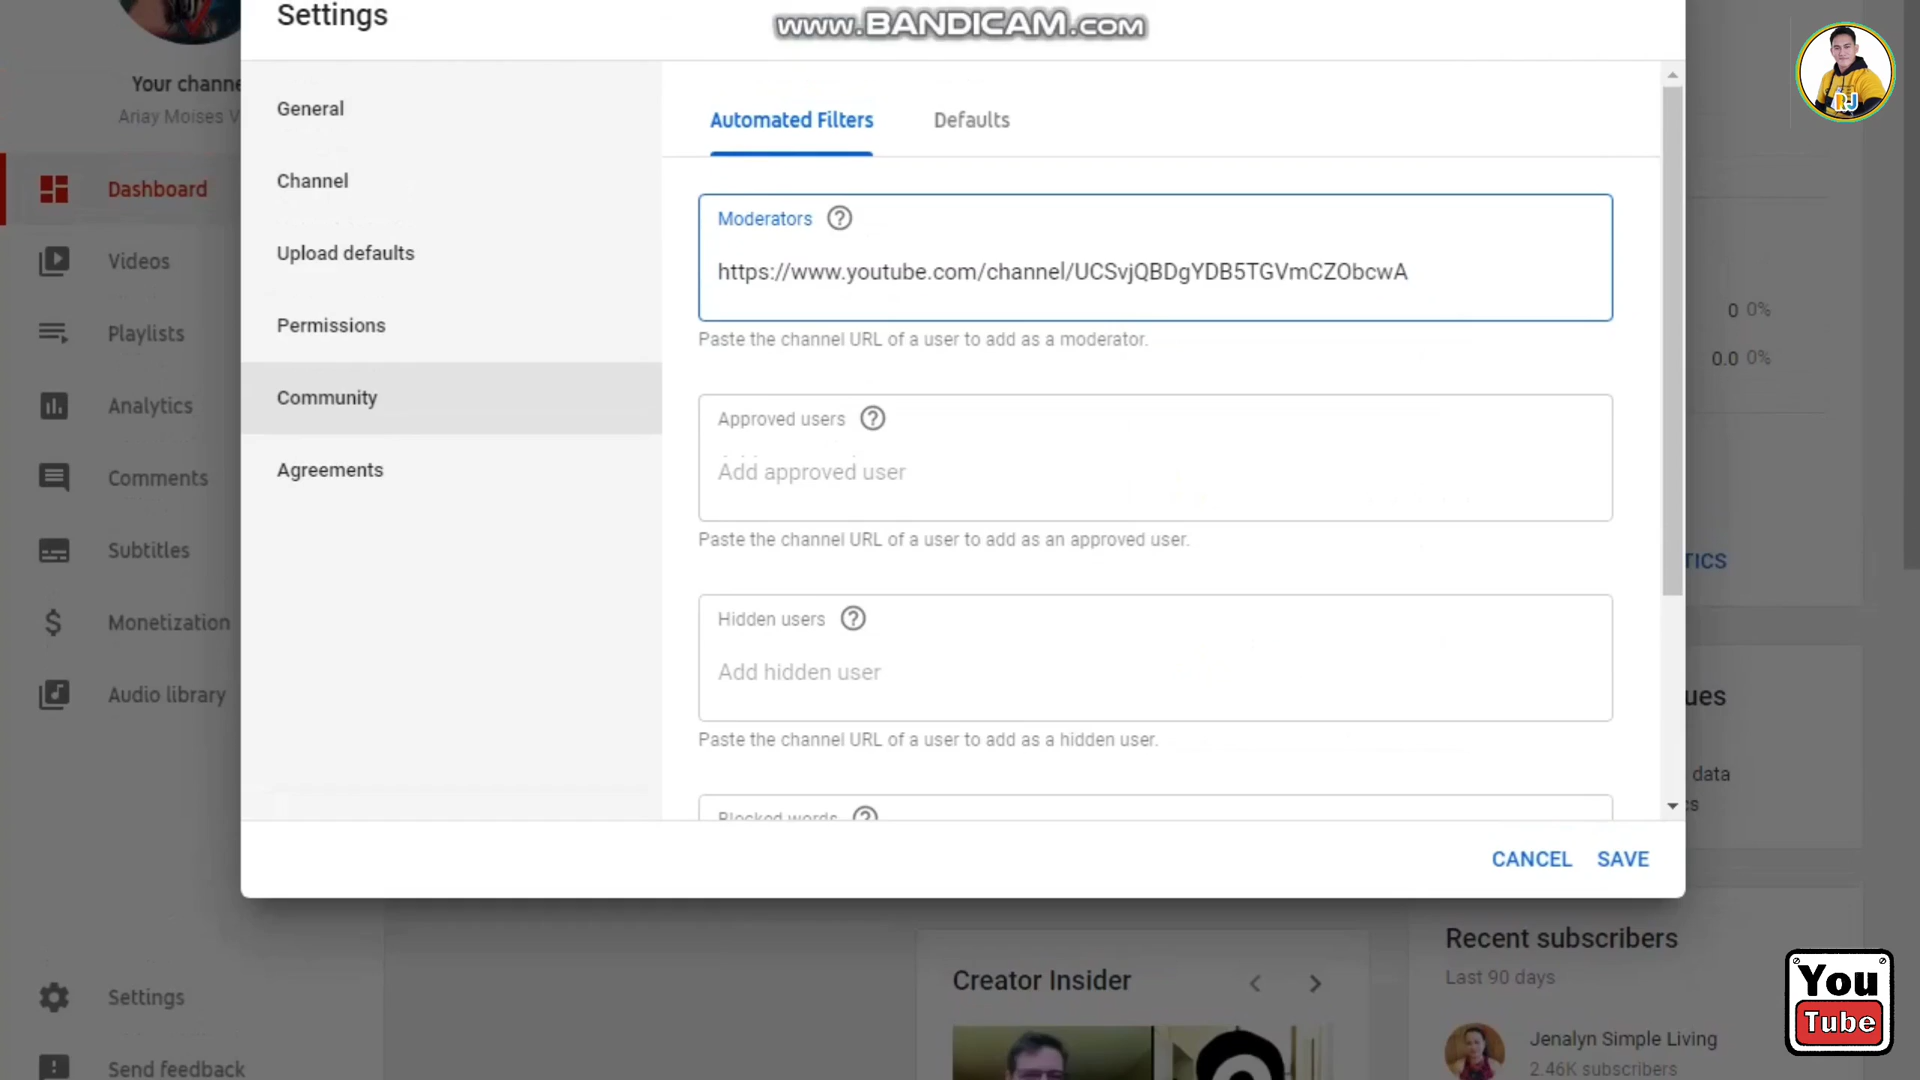 Settings
www.BANDICAM.com
RJ
Your channe
Ariay Moises V
General
Channel
Upload defaults
Permissions
Community
Agreements
Automated Filters
Defaults
Moderators
https://www.youtube.com/channel/UCSvjQBDgYDB5TGVmCZObcwA
Paste the channel URL of a user to add as a moderator.
Approved users
Add approved user
Paste the channel URL of a user to add as an approved user.
Hidden users
Add hidden user
Paste the channel URL of a user to add as a hidden user.
Blocked words
CANCEL
SAVE
Dashboard
Videos
Playlists
Analytics
Comments
Subtitles
Monetization
Audio library
Settings
Send feedback
0 0%
0.0 0%
TICS
ues
data
cs
Creator Insider
Recent subscribers
Last 90 days
Jenalyn Simple Living
2.46K subscribers
You
Tube